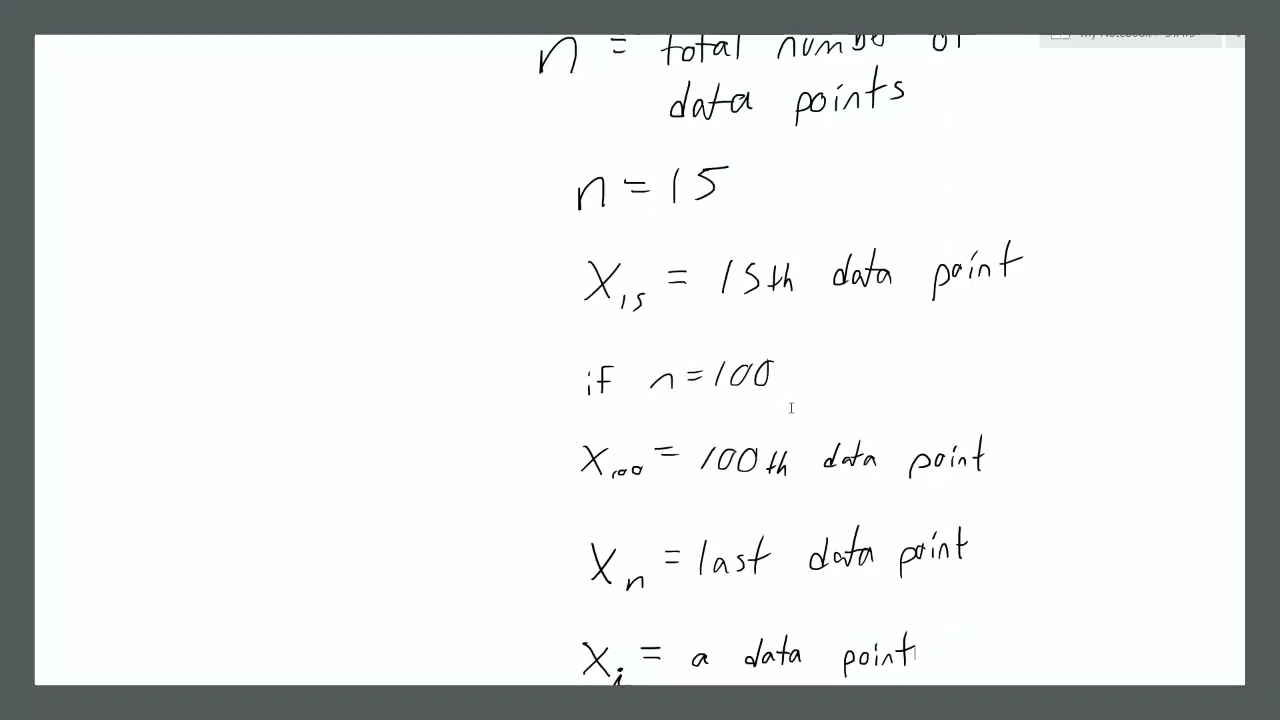 n = total number of
data points
n = 15
X₁₅ = 15th data point
if n = 100
X₁₀₀ = 100th data point
Xₙ = last data point
Xᵢ = a data point